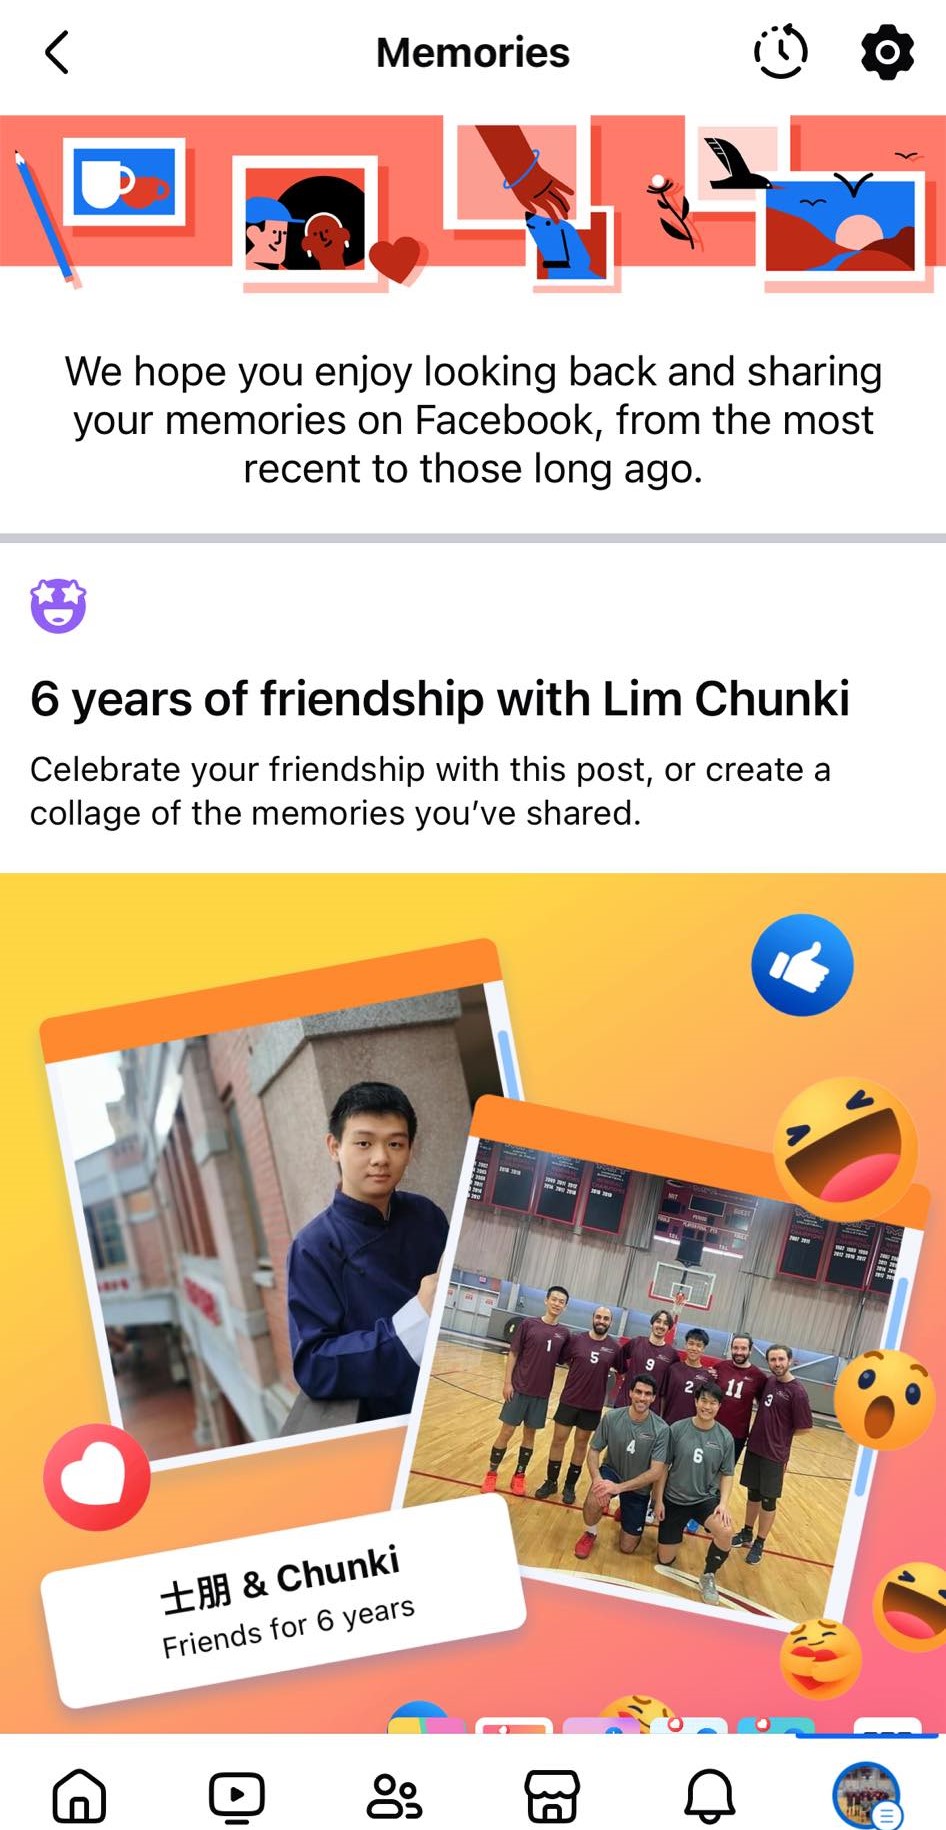 Memories
We hope you enjoy looking back and sharing
your memories on Facebook, from the most
recent to those long ago.
6 years of friendship with Lim Chunki
Celebrate your friendship with this post, or create a
collage of the memories you’ve shared.
1
5
9
2
11
3
4
6
士朋 & Chunki
Friends for 6 years